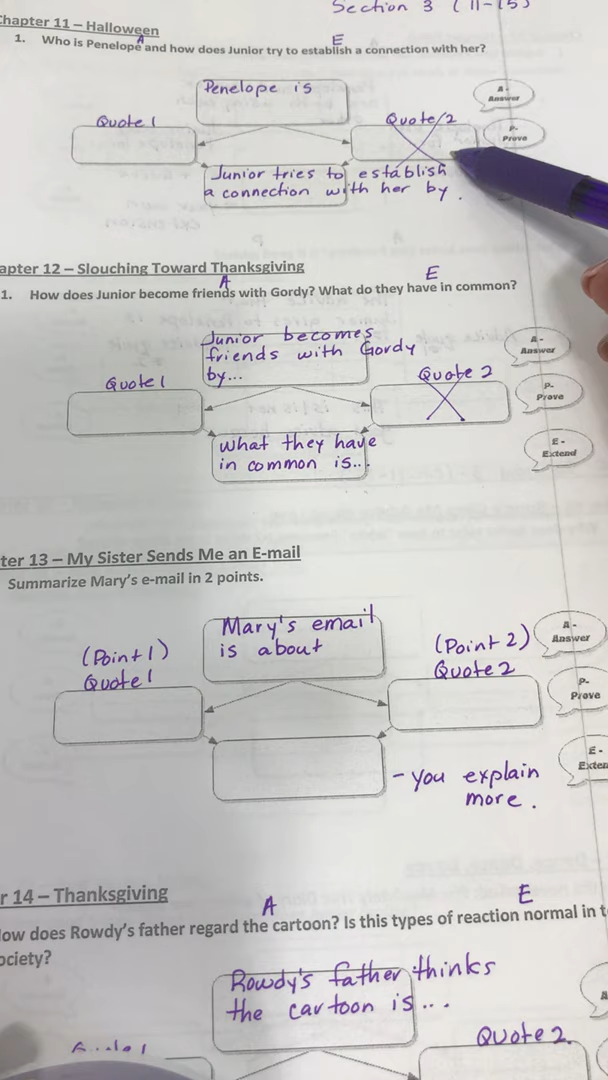 Section 3 (11-15)
Chapter 11 – Halloween
1. Who is Penelope and how does Junior try to establish a connection with her?
A
E
Penelope is
Quote 1
Quote 2
A-
Answer
P-
Prove
Junior tries to establish
a connection with her by.
apter 12 – Slouching Toward Thanksgiving
A
E
1. How does Junior become friends with Gordy? What do they have in common?
Junior becomes
friends with Gordy
by...
Quote 1
Quote 2
A-
Answer
P-
Prove
E-
Extend
what they have
in common is...
ter 13 – My Sister Sends Me an E-mail
Summarize Mary's e-mail in 2 points.
Mary's email
is about
(Point 1)
Quote 1
(Point 2)
Quote 2
A-
Answer
P-
Prove
E-
Exten
- you explain
more.
r 14 – Thanksgiving
A
E
How does Rowdy's father regard the cartoon? Is this types of reaction normal in t
ociety?
Rowdy's father thinks
the cartoon is...
Quote 2
A